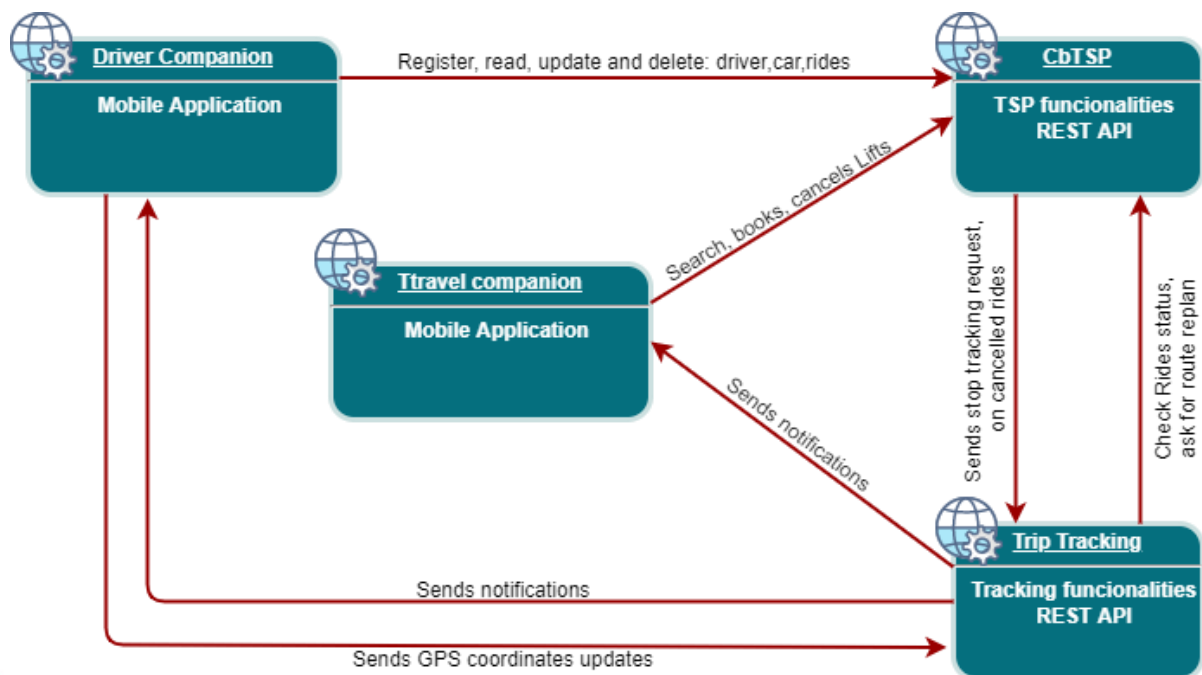 Driver Companion
Mobile Application
Register, read, update and delete: driver,car,rides
CbTSP
TSP funcionalities
REST API
Search, books, cancels Lifts
Ttravel companion
Mobile Application
Sends notifications
Sends stop tracking request,
on cancelled rides
Check Rides status,
ask for route replan
Trip Tracking
Tracking funcionalities
REST API
Sends notifications
Sends GPS coordinates updates